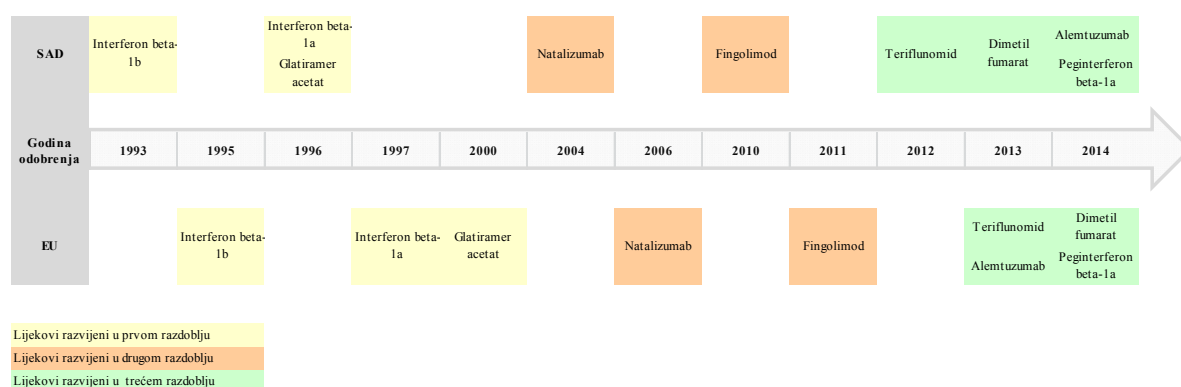 SAD
Interferon beta-
1b
Interferon beta-
1a
Glatiramer
acetat
Natalizumab
Fingolimod
Teriflunomid
Dimetil
fumarat
Alemtuzumab
Peginterferon
beta-1a
Godina
odobrenja
1993
1995
1996
1997
2000
2004
2006
2010
2011
2012
2013
2014
EU
Interferon beta-
1b
Interferon beta-
1a
Glatiramer
acetat
Natalizumab
Fingolimod
Teriflunomid
Alemtuzumab
Dimetil
fumarat
Peginterferon
beta-1a
Lijekovi razvijeni u prvom razdoblju
Lijekovi razvijeni u drugom razdoblju
Lijekovi razvijeni u trećem razdoblju